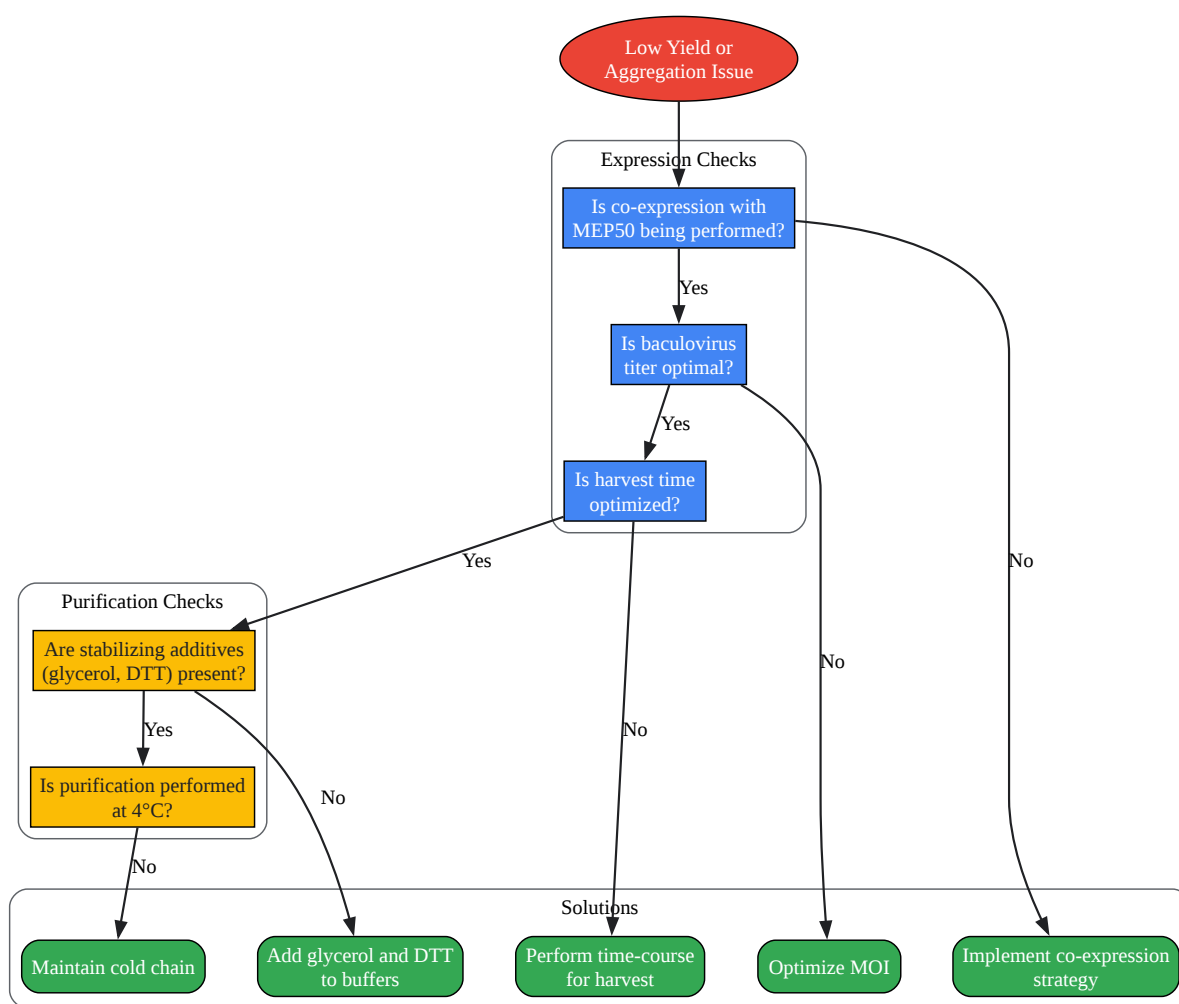 Low Yield or
Aggregation Issue
Expression Checks
Is co-expression with
MEP50 being performed?
Yes
Is baculovirus
titer optimal?
Yes
Is harvest time
optimized?
Yes
No
Purification Checks
Are stabilizing additives
(glycerol, DTT) present?
No
Yes
No
Is purification performed
at 4°C?
No
No
Solutions
Maintain cold chain
Add glycerol and DTT
to buffers
Perform time-course
for harvest
Optimize MOI
Implement co-expression
strategy